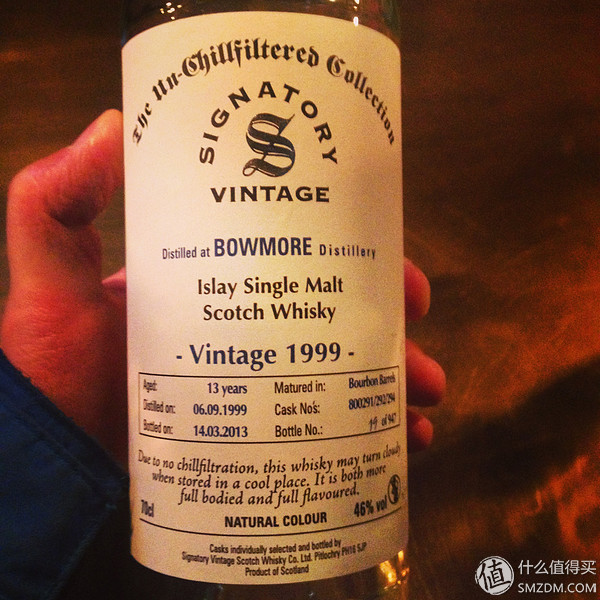 The Un-Chillfiltered Collection
SIGNATORY
S
VINTAGE
Distilled at BOWMORE Distillery
Islay Single Malt
Scotch Whisky
- Vintage 1999 -
Aged: 13 years Matured in: Bourbon Barrels
Distilled on: 06.09.1999 Cask No's: 800291/292/294
Bottled on: 14.03.2013 Bottle No.: 79 of 947
Due to no chillfiltration, this whisky may turn cloudy
when stored in a cool place. It is both more
full bodied and full flavoured.
70cl 46% vol
NATURAL COLOUR
Casks individually selected and bottled by
Signatory Vintage Scotch Whisky Co. Ltd. Pitlochry PH16 5JP
Product of Scotland
值 什么值得买
SMZDM.COM